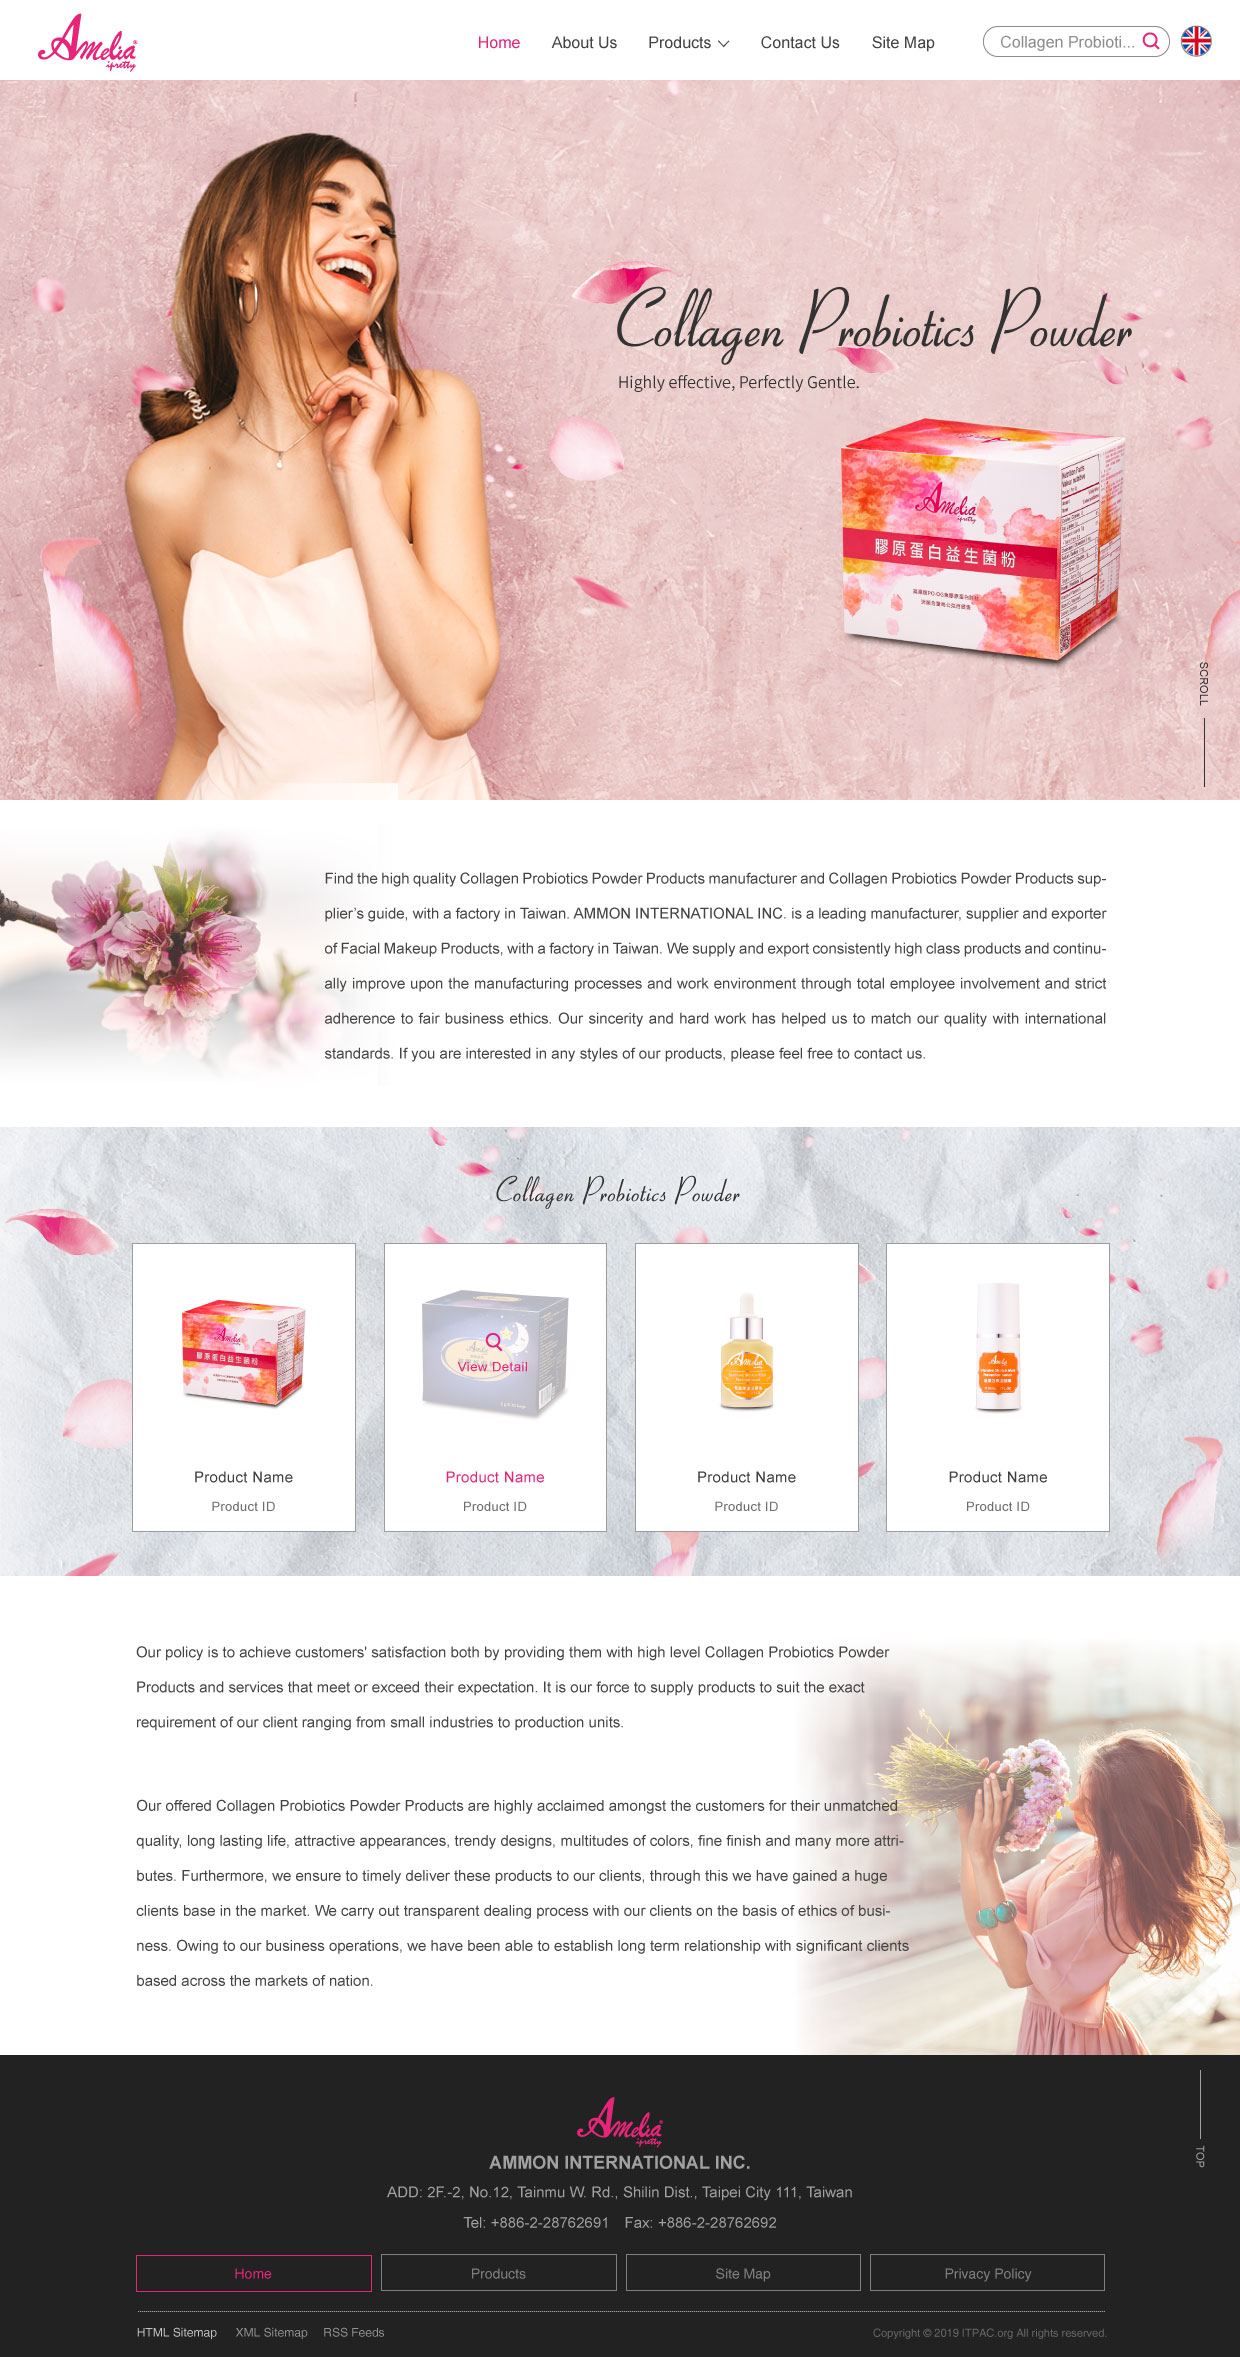 Amelia
ipretty
Home
About Us
Products
Contact Us
Site Map
Collagen Probioti...
Collagen Probiotics Powder
Highly effective, Perfectly Gentle.
Amelia
ipretty
膠原蛋白益生菌粉
Nutrition Facts
SCROLL
Find the high quality Collagen Probiotics Powder Products manufacturer and Collagen Probiotics Powder Products sup-
plier’s guide, with a factory in Taiwan. AMMON INTERNATIONAL INC. is a leading manufacturer, supplier and exporter
of Facial Makeup Products, with a factory in Taiwan. We supply and export consistently high class products and continu-
ally improve upon the manufacturing processes and work environment through total employee involvement and strict
adherence to fair business ethics. Our sincerity and hard work has helped us to match our quality with international
standards. If you are interested in any styles of our products, please feel free to contact us.
Collagen Probiotics Powder
Amelia
膠原蛋白益生菌粉
View Detail
Amelia
Amelia
Product Name
Product ID
Product Name
Product ID
Product Name
Product ID
Product Name
Product ID
Our policy is to achieve customers' satisfaction both by providing them with high level Collagen Probiotics Powder
Products and services that meet or exceed their expectation. It is our force to supply products to suit the exact
requirement of our client ranging from small industries to production units.
Our offered Collagen Probiotics Powder Products are highly acclaimed amongst the customers for their unmatched
quality, long lasting life, attractive appearances, trendy designs, multitudes of colors, fine finish and many more attri-
butes. Furthermore, we ensure to timely deliver these products to our clients, through this we have gained a huge
clients base in the market. We carry out transparent dealing process with our clients on the basis of ethics of busi-
ness. Owing to our business operations, we have been able to establish long term relationship with significant clients
based across the markets of nation.
Amelia
ipretty
AMMON INTERNATIONAL INC.
ADD: 2F.-2, No.12, Tainmu W. Rd., Shilin Dist., Taipei City 111, Taiwan
Tel: +886-2-28762691 Fax: +886-2-28762692
TOP
Home
Products
Site Map
Privacy Policy
HTML Sitemap
XML Sitemap
RSS Feeds
Copyright © 2019 ITPAC.org All rights reserved.